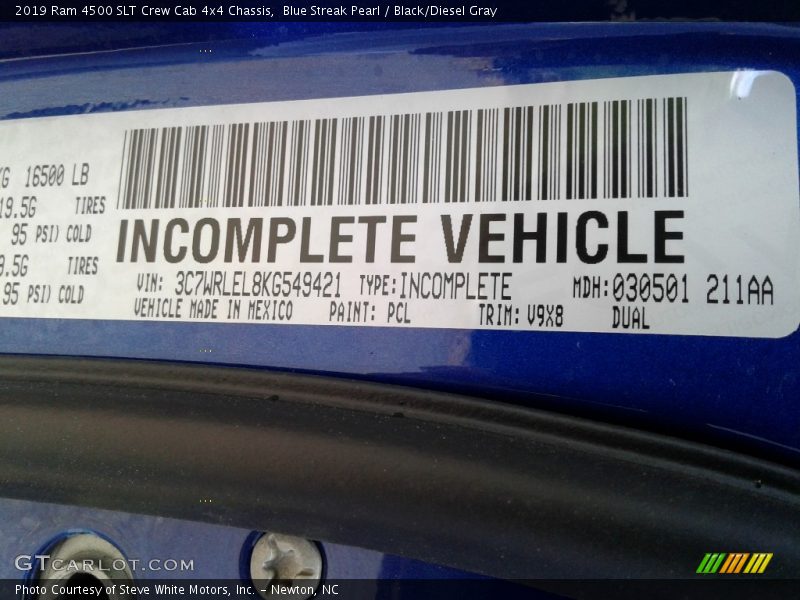 2019 Ram 4500 SLT Crew Cab 4x4 Chassis, Blue Streak Pearl / Black/Diesel Gray
KG 16500 LB
19.5G TIRES
95 PSI) COLD
9.5G TIRES
95 PSI) COLD
INCOMPLETE VEHICLE
VIN: 3C7WRLEL8KG549421 TYPE: INCOMPLETE MDH: 030501 211AA
VEHICLE MADE IN MEXICO PAINT: PCL TRIM: V9X8 DUAL
GTCARLOT.COM
Photo Courtesy of Steve White Motors, Inc. - Newton, NC